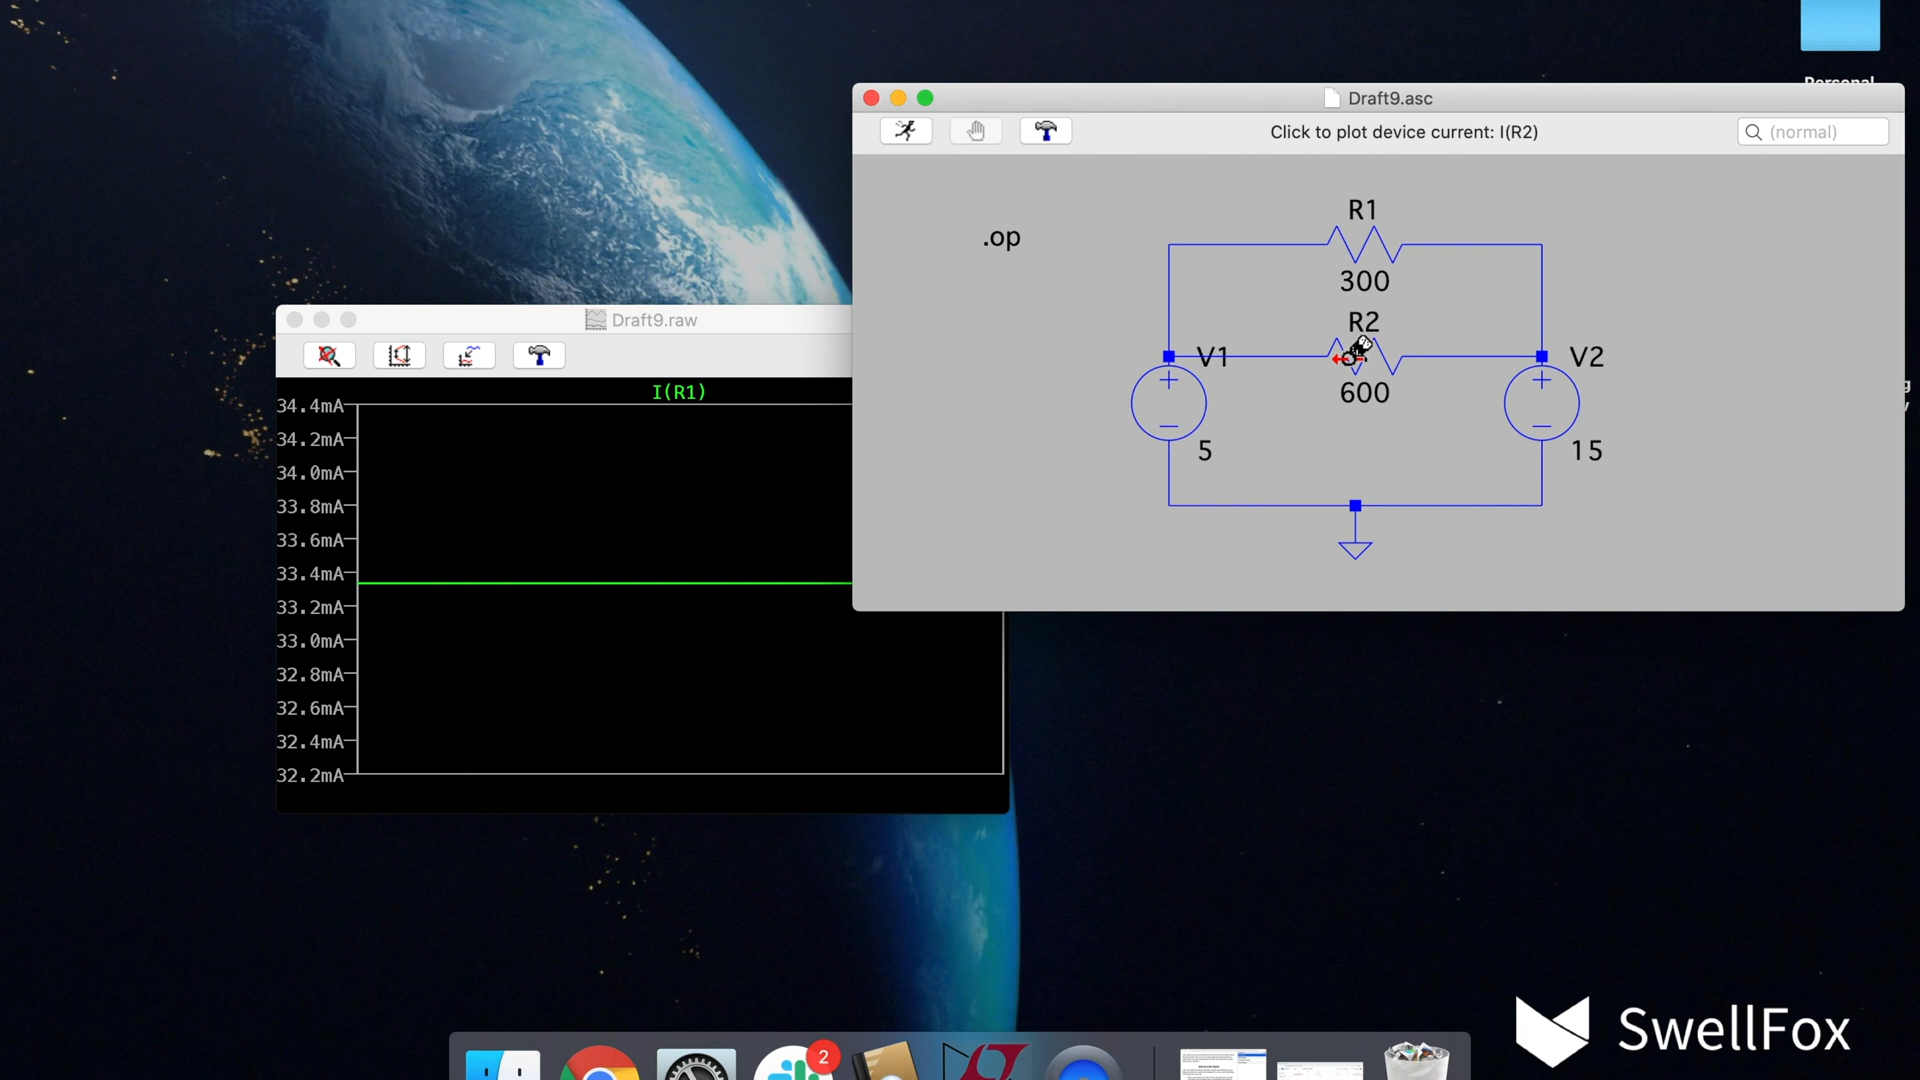 Personal
Draft9.asc
Click to plot device current: I(R2)
(normal)
R1
.op
300
R2
V1
V2
600
5
15
Draft9.raw
I(R1)
34.4mA
34.2mA
34.0mA
33.8mA
33.6mA
33.4mA
33.2mA
33.0mA
32.8mA
32.6mA
32.4mA
32.2mA
SwellFox
2